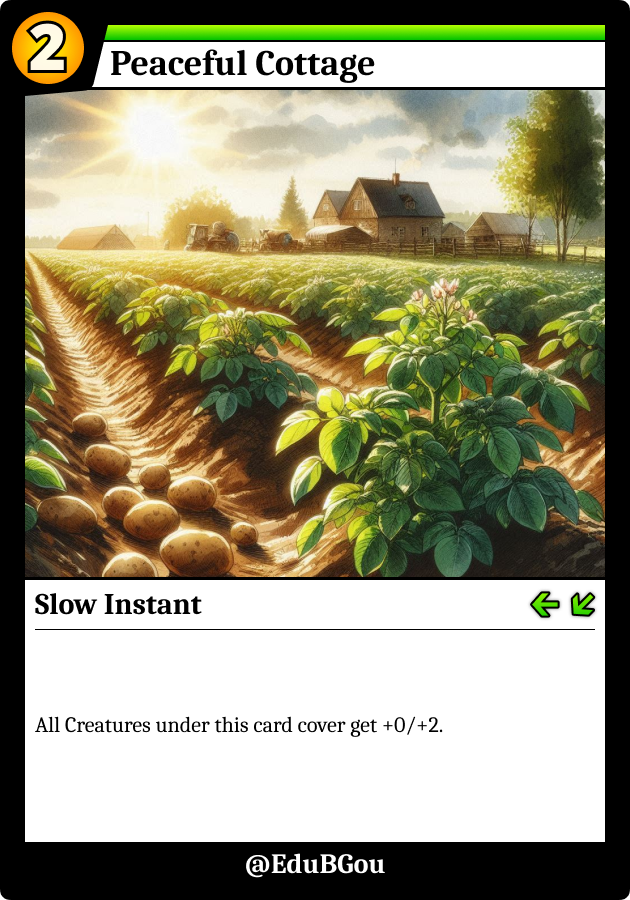 2
Peaceful Cottage
Slow Instant
All Creatures under this card cover get +0/+2.
@EduBGou